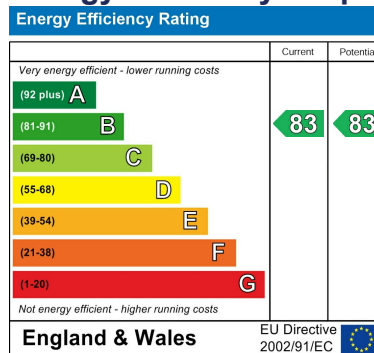 Energy Efficiency Rating
Current Potentia
Very energy efficient - lower running costs
(92 plus) A
(81-91) B 83 83
(69-80) C
(55-68) D
(39-54) E
(21-38) F
(1-20) G
Not energy efficient - higher running costs
England & Wales
EU Directive
2002/91/EC